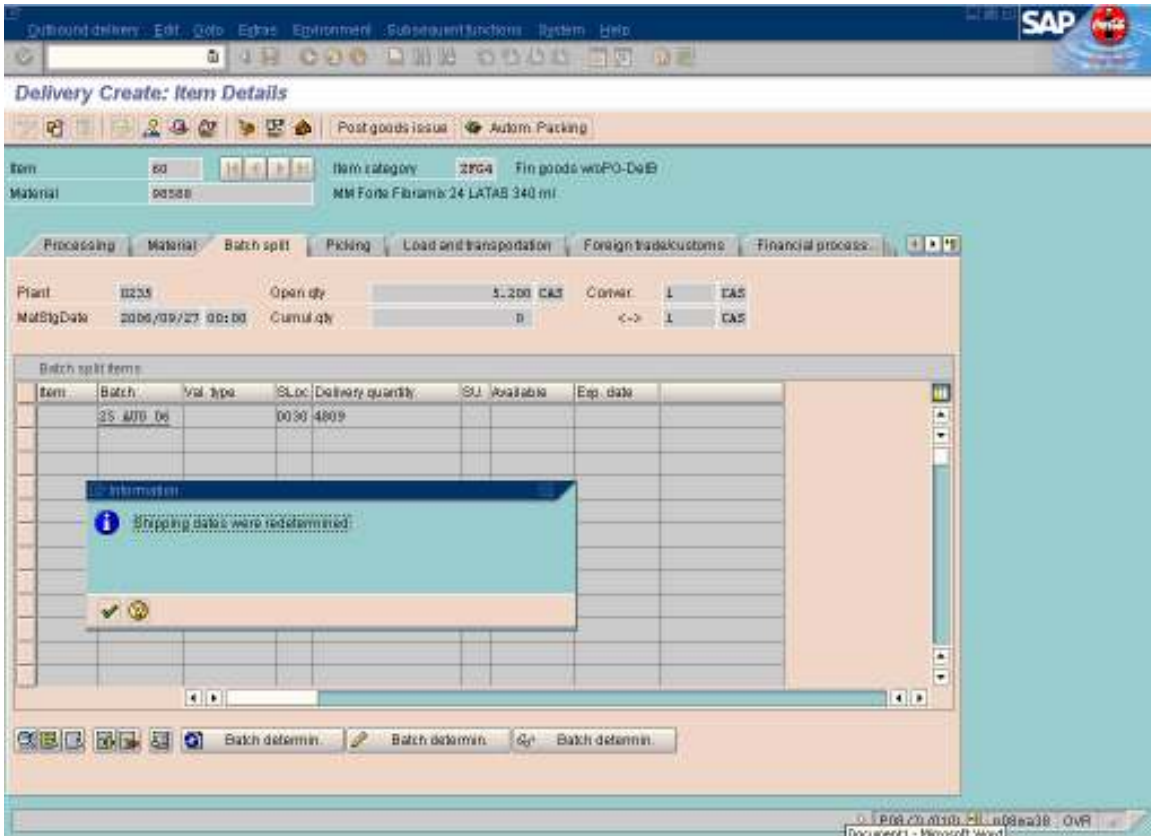 Outbound delivery Edit Goto Extras Environment Subsequent functions System Help
SAP
Delivery Create: Item Details
Post goods issue Autom. Packing
Item 60 Item category ZFG4 Fin goods w/oPO-DelB
Material 98588 MM Forte Fibramix 24 LATAS 340 ml
Processing Material Batch split Picking Load and transportation Foreign trade/customs Financial process.
Plant 0235 Open qty 5.200 CAS Conver. 1 CAS
MatStgDate 2006/09/27 00:00 Cumul.qty 0 <-> 1 CAS
Batch split items
Item Batch Val. type SLoc Delivery quantity SU Available Exp. date
25 AUG 06 0030 4809
Information
Shipping dates were redetermined
Batch determin. Batch determin. Batch determin.
OVR
Document1 - Microsoft Word